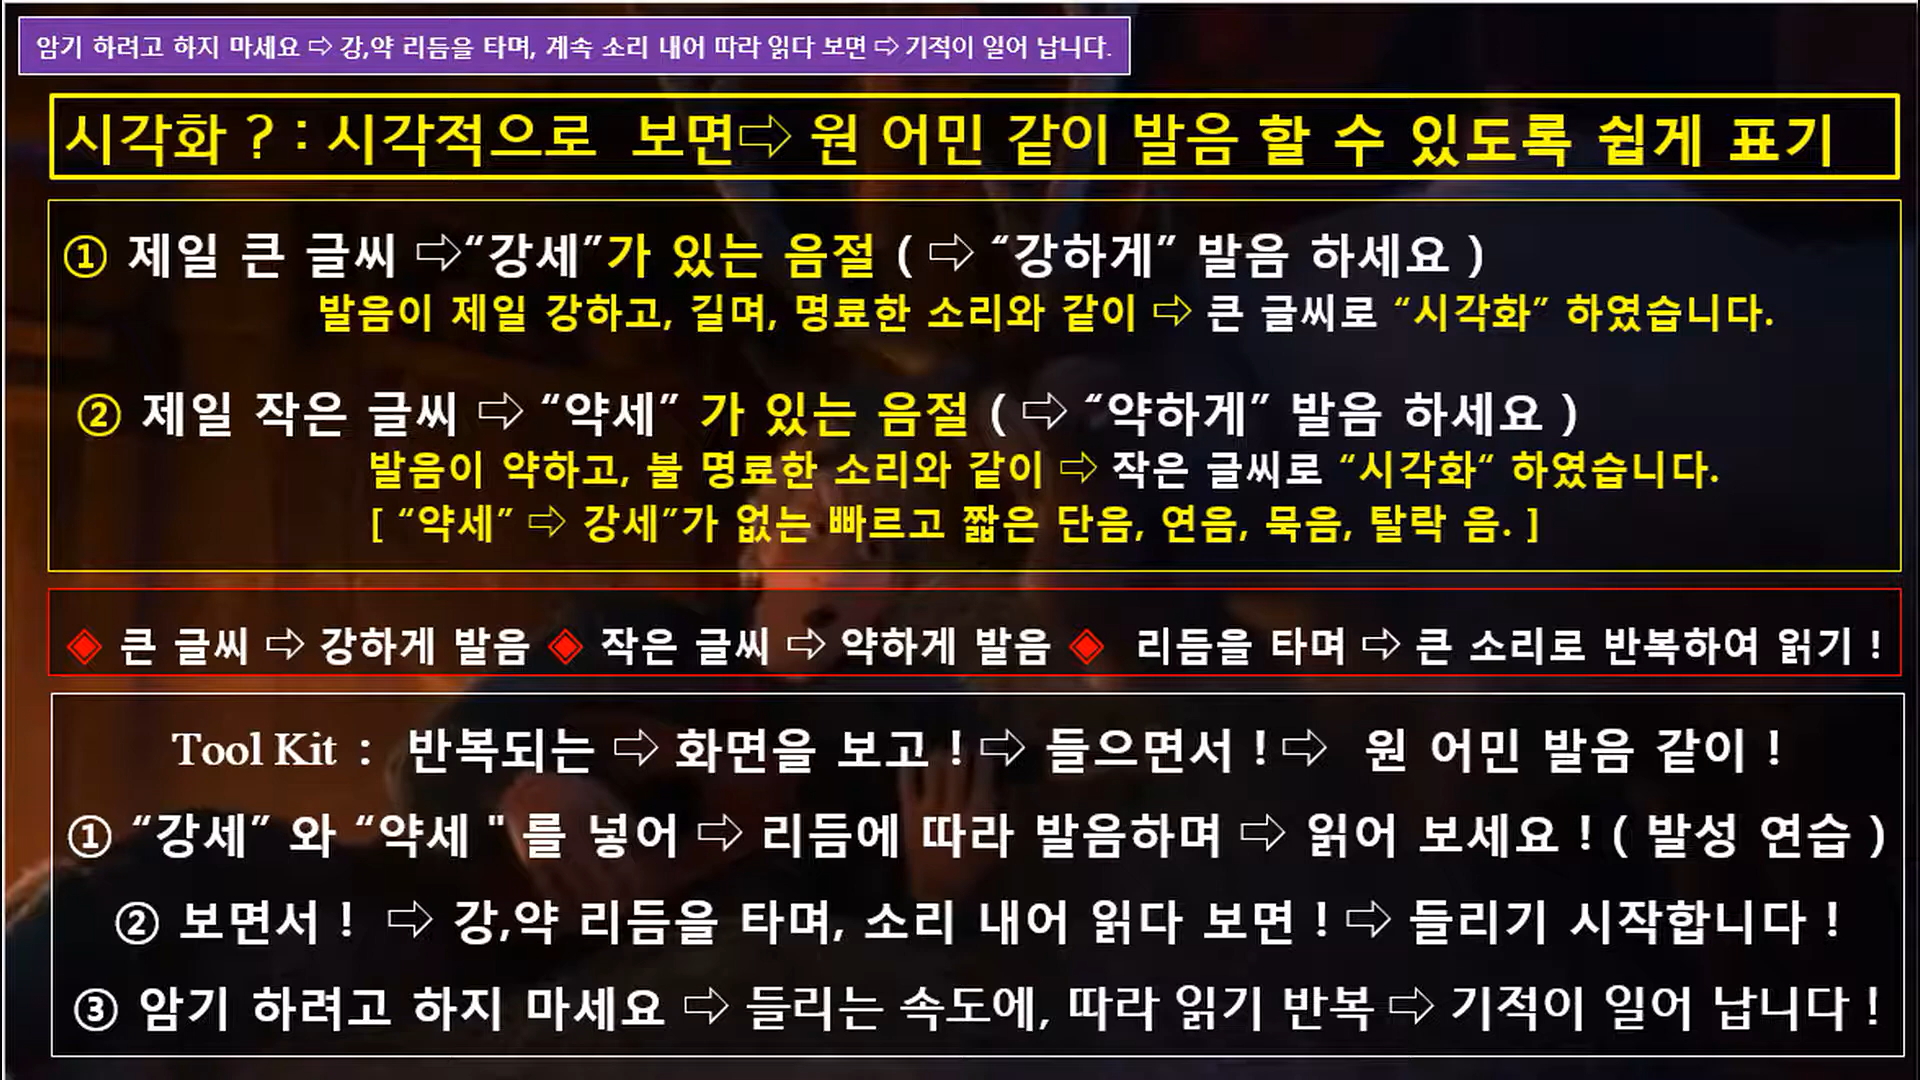 암기 하려고 하지 마세요 ⇨ 강,약 리듬을 타며, 계속 소리 내어 따라 읽다 보면 ⇨ 기적이 일어 납니다.
시각화 ? : 시각적으로 보면⇨ 원 어민 같이 발음 할 수 있도록 쉽게 표기
① 제일 큰 글씨 ⇨“강세”가 있는 음절 ( ⇨ “강하게” 발음 하세요 )
발음이 제일 강하고, 길며, 명료한 소리와 같이 ⇨ 큰 글씨로 “시각화” 하였습니다.
② 제일 작은 글씨 ⇨ “약세” 가 있는 음절 ( ⇨ “약하게” 발음 하세요 )
발음이 약하고, 불 명료한 소리와 같이 ⇨ 작은 글씨로 “시각화“ 하였습니다.
[ “약세” ⇨ 강세”가 없는 빠르고 짧은 단음, 연음, 묵음, 탈락 음. ]
◈ 큰 글씨 ⇨ 강하게 발음 ◈ 작은 글씨 ⇨ 약하게 발음 ◈ 리듬을 타며 ⇨ 큰 소리로 반복하여 읽기 !
Tool Kit : 반복되는 ⇨ 화면을 보고 ! ⇨ 들으면서 ! ⇨ 원 어민 발음 같이 !
① “강세” 와 “약세 " 를 넣어 ⇨ 리듬에 따라 발음하며 ⇨ 읽어 보세요 ! ( 발성 연습 )
② 보면서 ! ⇨ 강,약 리듬을 타며, 소리 내어 읽다 보면 ! ⇨ 들리기 시작합니다 !
③ 암기 하려고 하지 마세요 ⇨ 들리는 속도에, 따라 읽기 반복 ⇨ 기적이 일어 납니다 !